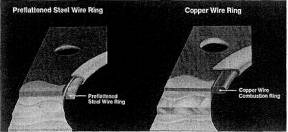 Preflattened Steel Wire Ring
Copper Wire Ring
Preflattened
Steel Wire Ring
Copper Wire
Combustion Ring